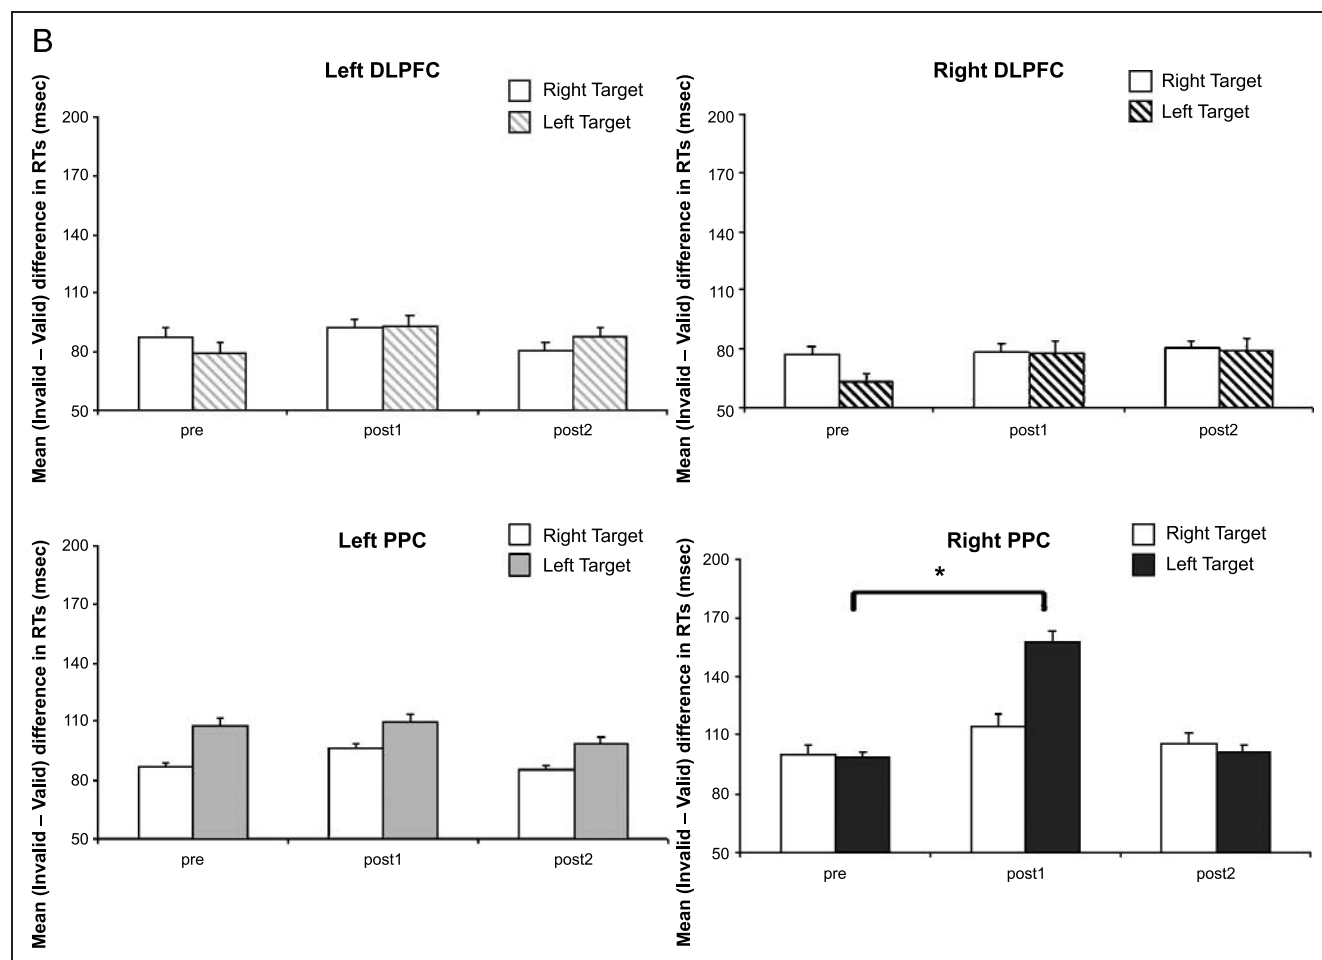 B
Left DLPFC
Right Target
Left Target
Mean (Invalid – Valid) difference in RTs (msec)
200
170
140
110
80
50
pre post1 post2
Right DLPFC
Right Target
Left Target
Mean (Invalid – Valid) difference in RTs (msec)
200
170
140
110
80
50
pre post1 post2
Left PPC
Right Target
Left Target
Mean (Invalid – Valid) difference in RTs (msec)
200
170
140
110
80
50
pre post1 post2
Right PPC
Right Target
Left Target
Mean (Invalid – Valid) difference in RTs (msec)
200
170
140
110
80
50
*
pre post1 post2